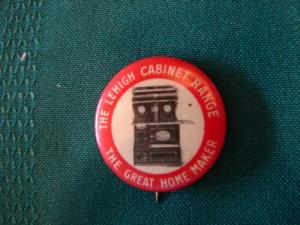 THE LEHIGH CABINET RANGE
THE GREAT HOME MAKER